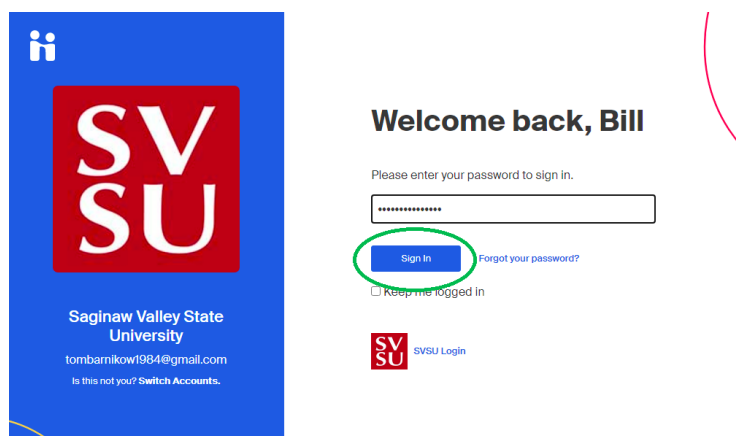 SV
SU
Saginaw Valley State
University
tombarnikow1984@gmail.com
Is this not you? Switch Accounts.
Welcome back, Bill
Please enter your password to sign in.
•••••••••••••••
Sign In
Forgot your password?
Keep me logged in
SV
SU
SVSU Login